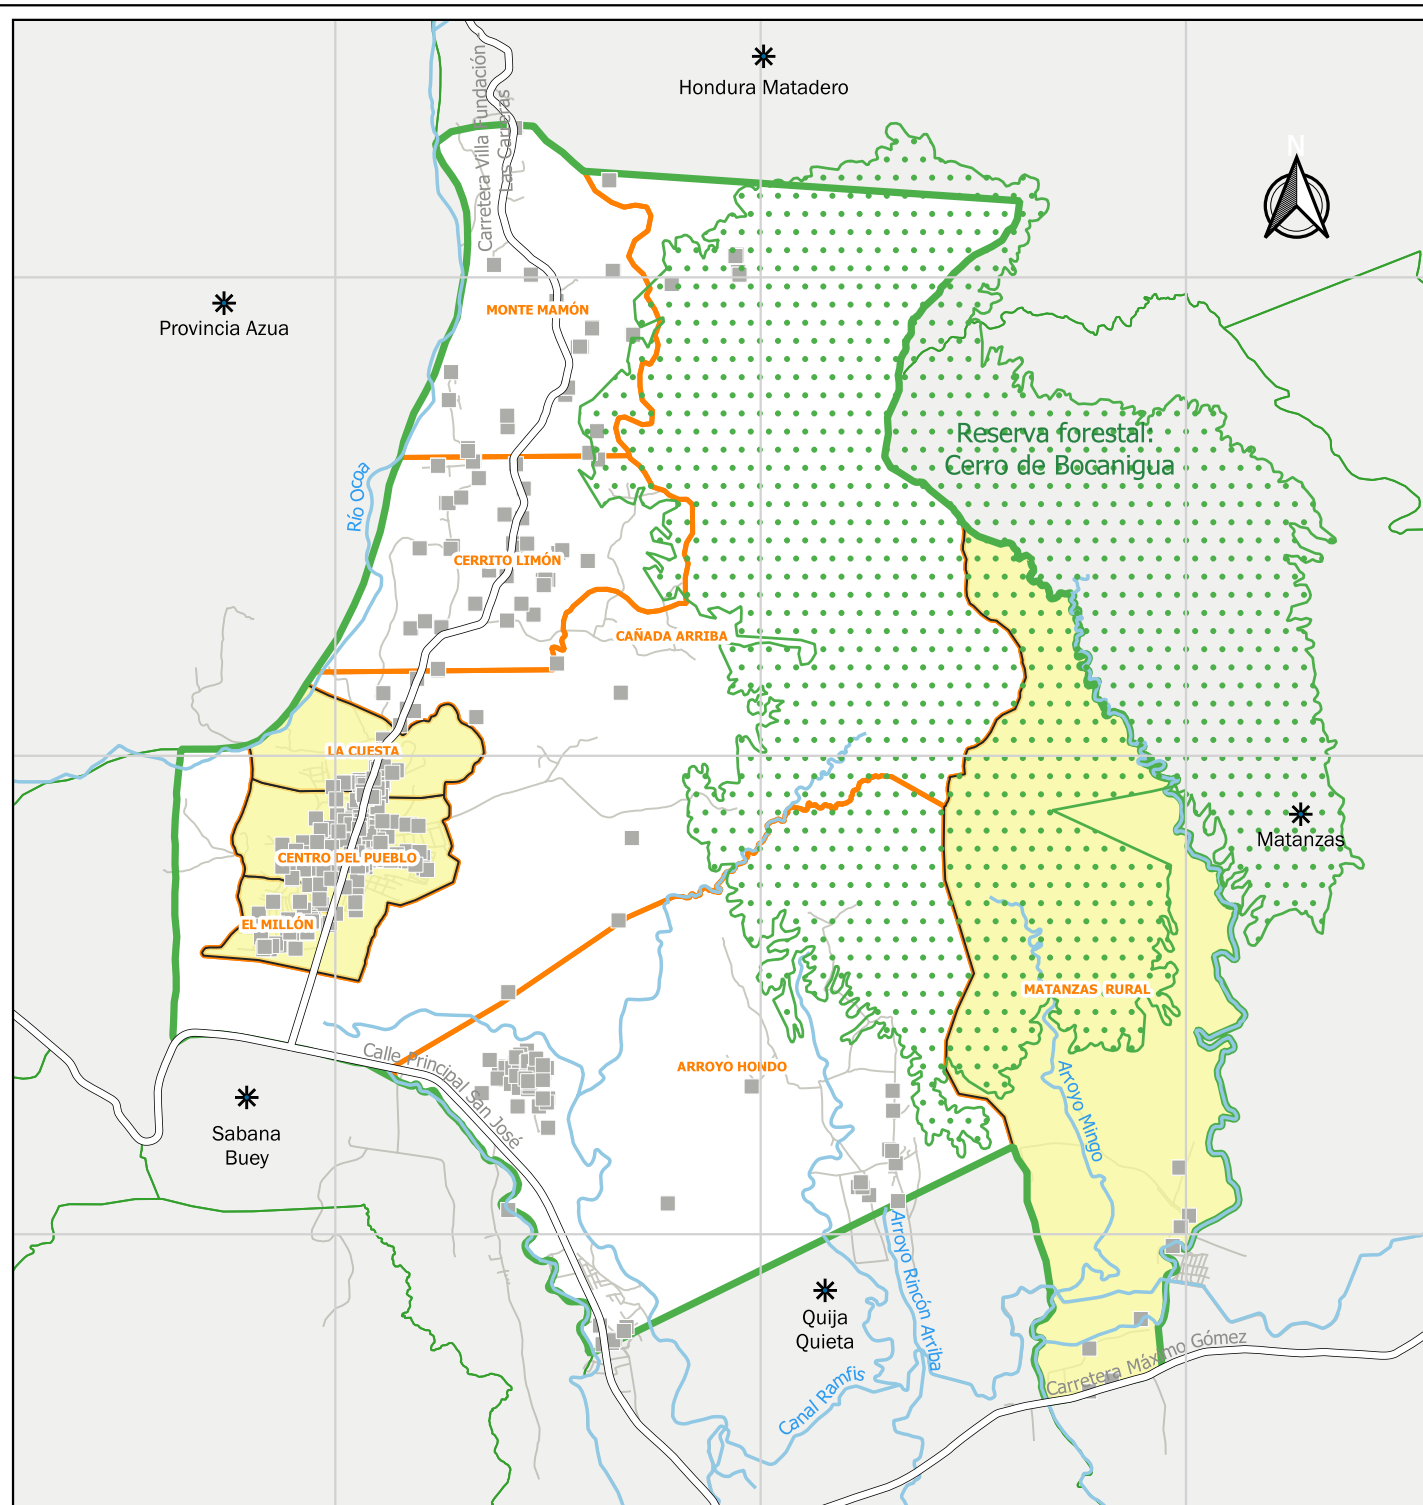 Hondura Matadero
N
Carretera Villa Fundación -
Las Carreras
MONTE MAMÓN
Provincia Azua
Reserva forestal:
Cerro de Bocanigua
Río Ocoa
CERRITO LIMÓN
CAÑADA ARRIBA
LA CUESTA
Matanzas
CENTRO DEL PUEBLO
EL MILLÓN
MATANZAS RURAL
Calle Principal San José
ARROYO HONDO
Arroyo Mingo
Sabana
Buey
Arroyo Rincón Arriba
Quija
Quieta
Carretera Máximo Gómez
Canal Ramfis